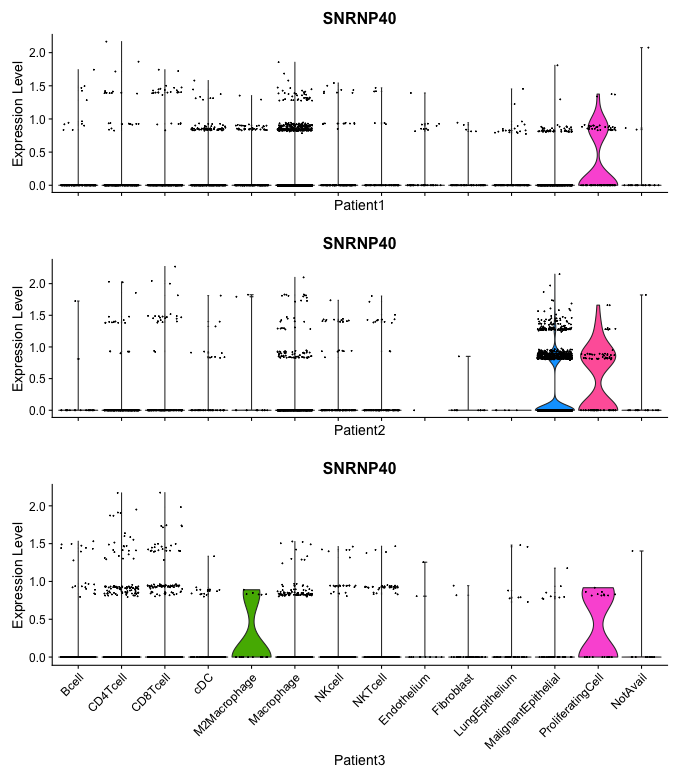 SNRNP40
Expression Level
2.0
1.5
1.0
0.5
0.0
Patient1
SNRNP40
Expression Level
2.0
1.5
1.0
0.5
0.0
Patient2
SNRNP40
Expression Level
2.0
1.5
1.0
0.5
0.0
Bcell
CD4Tcell
CD8Tcell
cDC
M2Macrophage
Macrophage
NKcell
NKTcell
Endothelium
Fibroblast
LungEpithelium
MalignantEpithelial
ProliferatingCell
NotAvail
Patient3